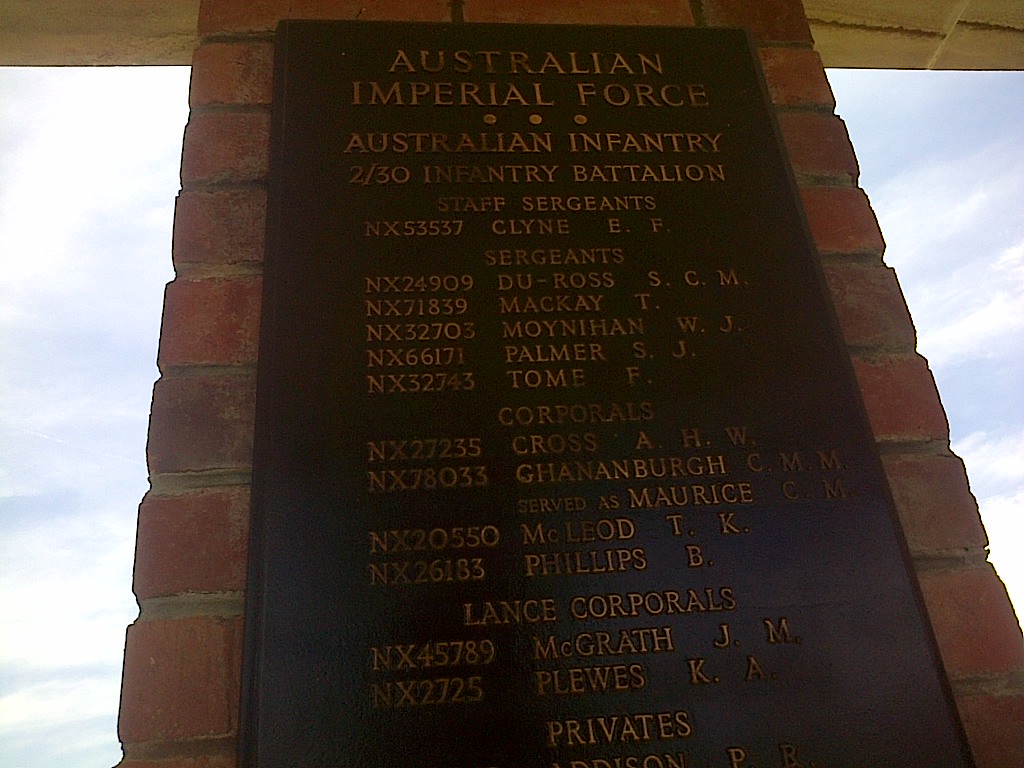 AUSTRALIAN
IMPERIAL FORCE
• • •
AUSTRALIAN INFANTRY
2/30 INFANTRY BATTALION
STAFF SERGEANTS
NX53537 CLYNE E. F.
SERGEANTS
NX24909 DU-ROSS S. C. M.
NX71839 MACKAY T.
NX32703 MOYNIHAN W. J.
NX66171 PALMER S. J.
NX32743 TOME F.
CORPORALS
NX27235 CROSS A. H. W.
NX78033 GHANANBURGH C. M. M.
SERVED AS MAURICE C. M.
NX20550 McLEOD T. K.
NX26183 PHILLIPS B.
LANCE CORPORALS
NX45789 McGRATH J. M.
NX2725 PLEWES K. A.
PRIVATES
ADDISON P. R.